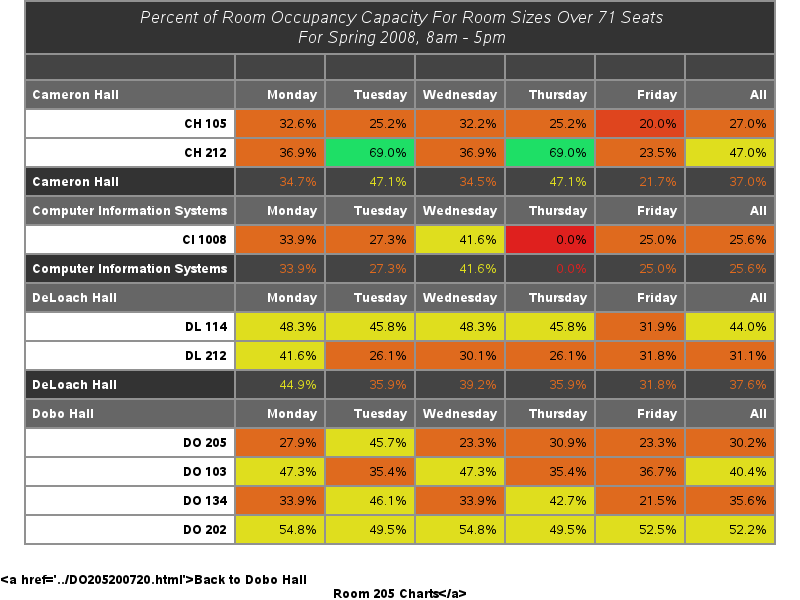 Percent of Room Occupancy Capacity For Room Sizes Over 71 Seats
For Spring 2008, 8am - 5pm
Cameron Hall Monday Tuesday Wednesday Thursday Friday All
CH 105 32.6% 25.2% 32.2% 25.2% 20.0% 27.0%
CH 212 36.9% 69.0% 36.9% 69.0% 23.5% 47.0%
Cameron Hall 34.7% 47.1% 34.5% 47.1% 21.7% 37.0%
Computer Information Systems Monday Tuesday Wednesday Thursday Friday All
CI 1008 33.9% 27.3% 41.6% 0.0% 25.0% 25.6%
Computer Information Systems 33.9% 27.3% 41.6% 0.0% 25.0% 25.6%
DeLoach Hall Monday Tuesday Wednesday Thursday Friday All
DL 114 48.3% 45.8% 48.3% 45.8% 31.9% 44.0%
DL 212 41.6% 26.1% 30.1% 26.1% 31.8% 31.1%
DeLoach Hall 44.9% 35.9% 39.2% 35.9% 31.8% 37.6%
Dobo Hall Monday Tuesday Wednesday Thursday Friday All
DO 205 27.9% 45.7% 23.3% 30.9% 23.3% 30.2%
DO 103 47.3% 35.4% 47.3% 35.4% 36.7% 40.4%
DO 134 33.9% 46.1% 33.9% 42.7% 21.5% 35.6%
DO 202 54.8% 49.5% 54.8% 49.5% 52.5% 52.2%
<a href='../DO205200720.html'>Back to Dobo Hall
Room 205 Charts</a>